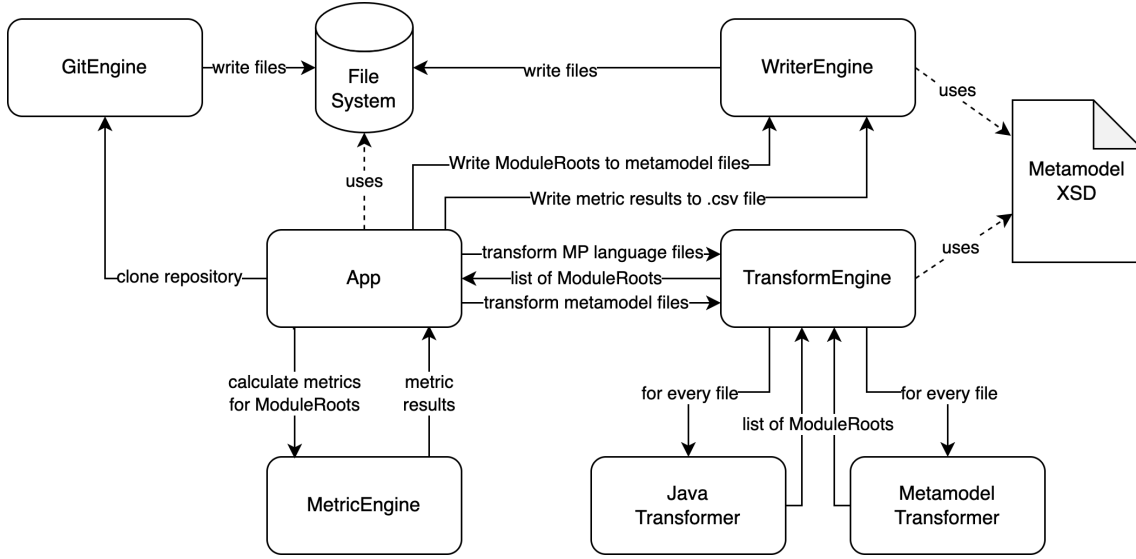 GitEngine
write files
File
System
write files
WriterEngine
uses
Metamodel
XSD
Write ModuleRoots to metamodel files
uses
Write metric results to .csv file
clone repository
App
transform MP language files
list of ModuleRoots
transform metamodel files
TransformEngine
uses
calculate metrics
for ModuleRoots
metric
results
for every file
for every file
list of ModuleRoots
MetricEngine
Java
Transformer
Metamodel
Transformer